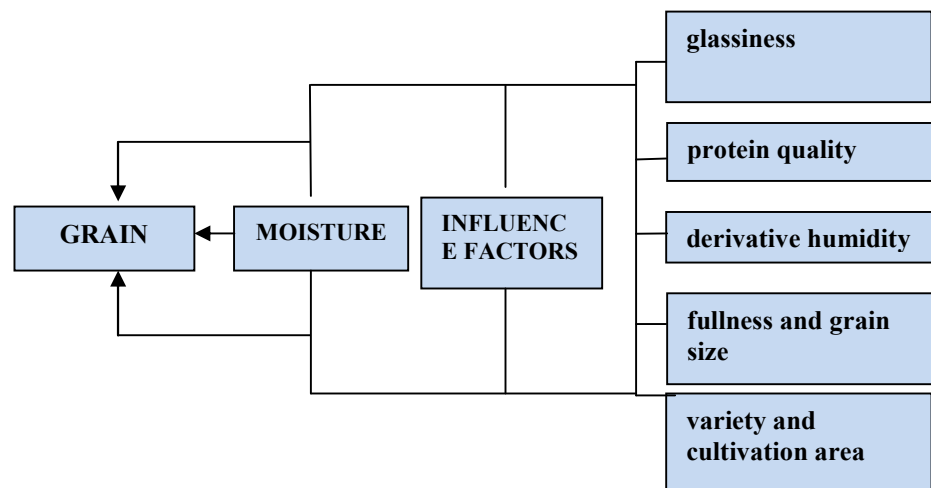 glassiness
protein quality
GRAIN
MOISTURE
INFLUENC
E FACTORS
derivative humidity
fullness and grain
size
variety and
cultivation area